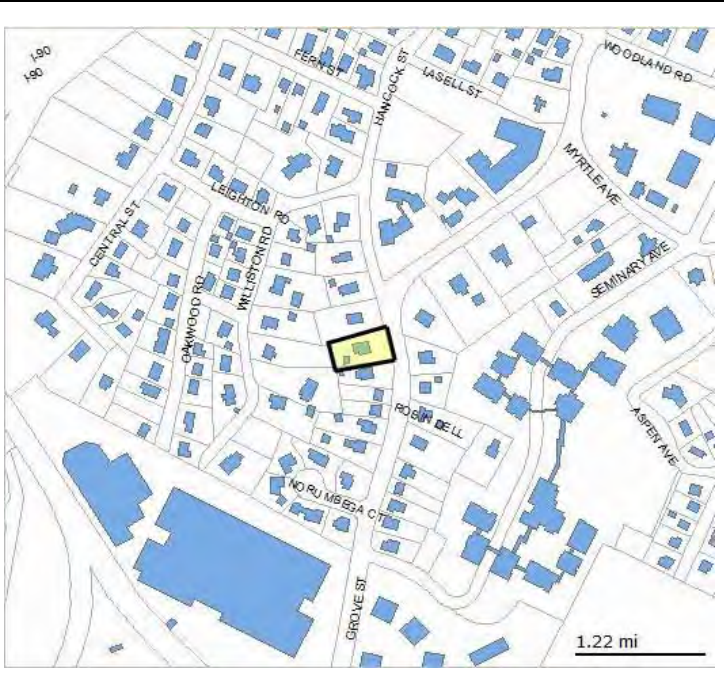 I-90
I-90
FERN ST
HANCOCK ST
LASELL ST
WOODLAND RD
MYRTLE AVE
LEIGHTON RD
CENTRAL ST
WILLISTON RD
OAKWOOD RD
SEMINARY AVE
ROBIN DELL
ASPEN AVE
NORUMBEGA CT
GROVE ST
1.22 mi